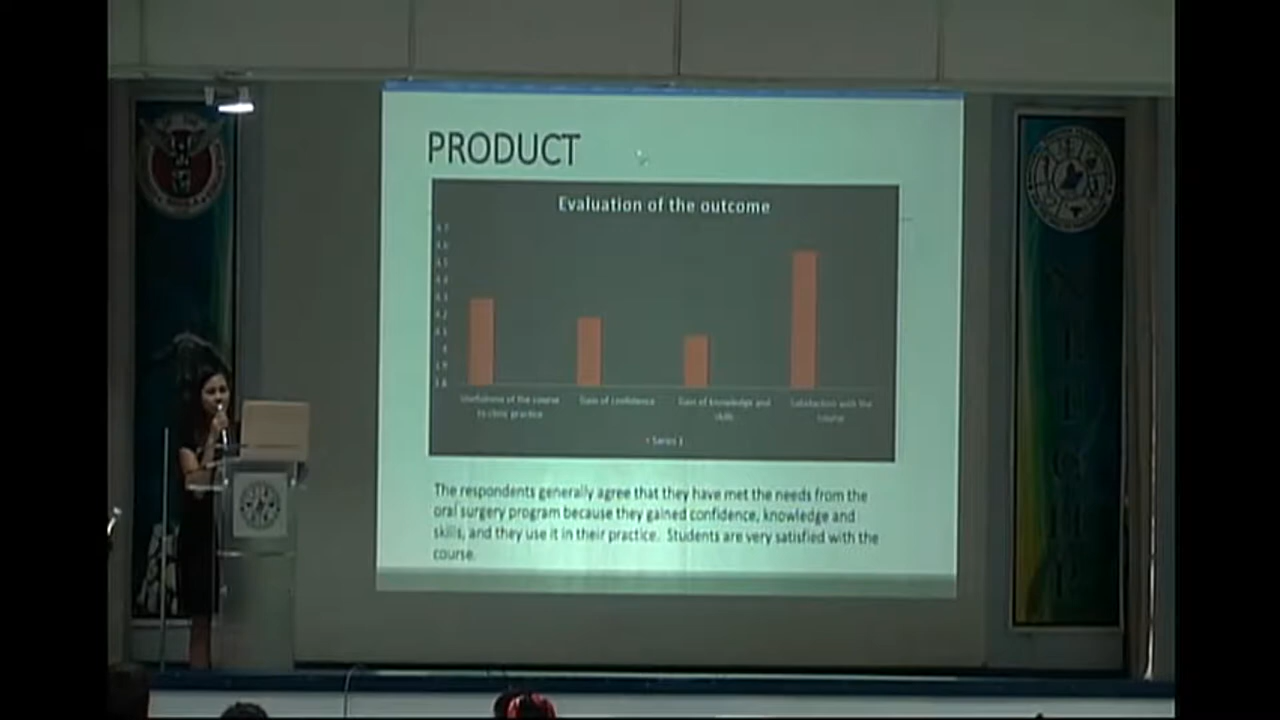 PRODUCT
Evaluation of the outcome
Usefulness of the course
to clinic practice
Gain of confidence
Gain of knowledge and
skills
Satisfaction with the
course
Series 1
The respondents generally agree that they have met the needs from the
oral surgery program because they gained confidence, knowledge and
skills, and they use it in their practice. Students are very satisfied with the
course.